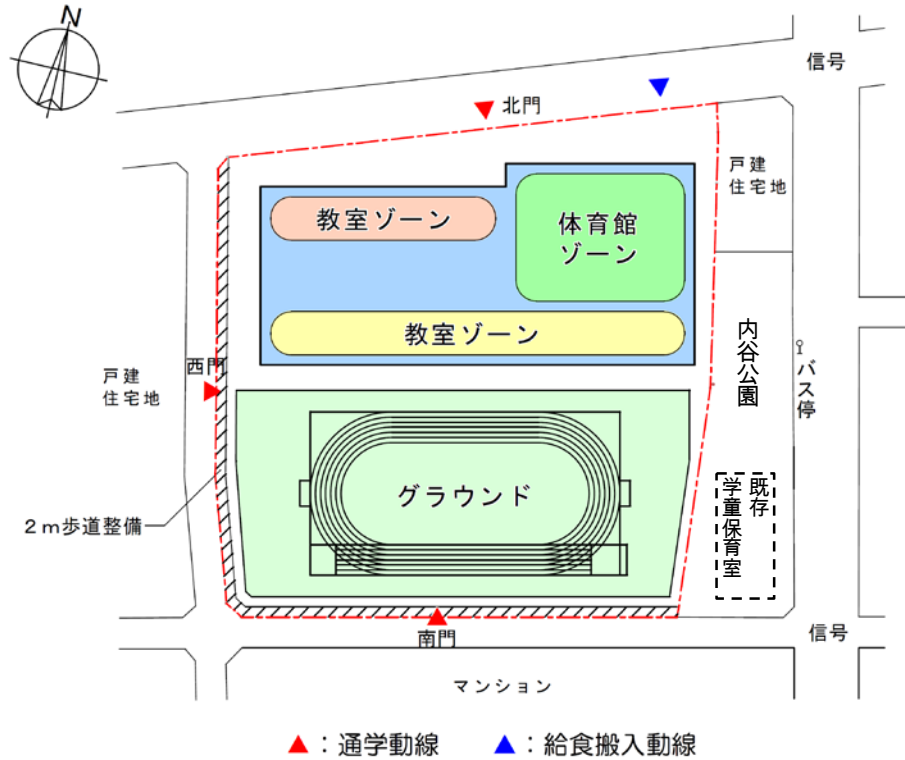 N
信号
北門
戸建
住宅地
教室ゾーン
体育館
ゾーン
教室ゾーン
内谷公園
バス停
西門
戸建
住宅地
グラウンド
既存
学童保育室
2m歩道整備
南門
信号
マンション
▲：通学動線
▲：給食搬入動線